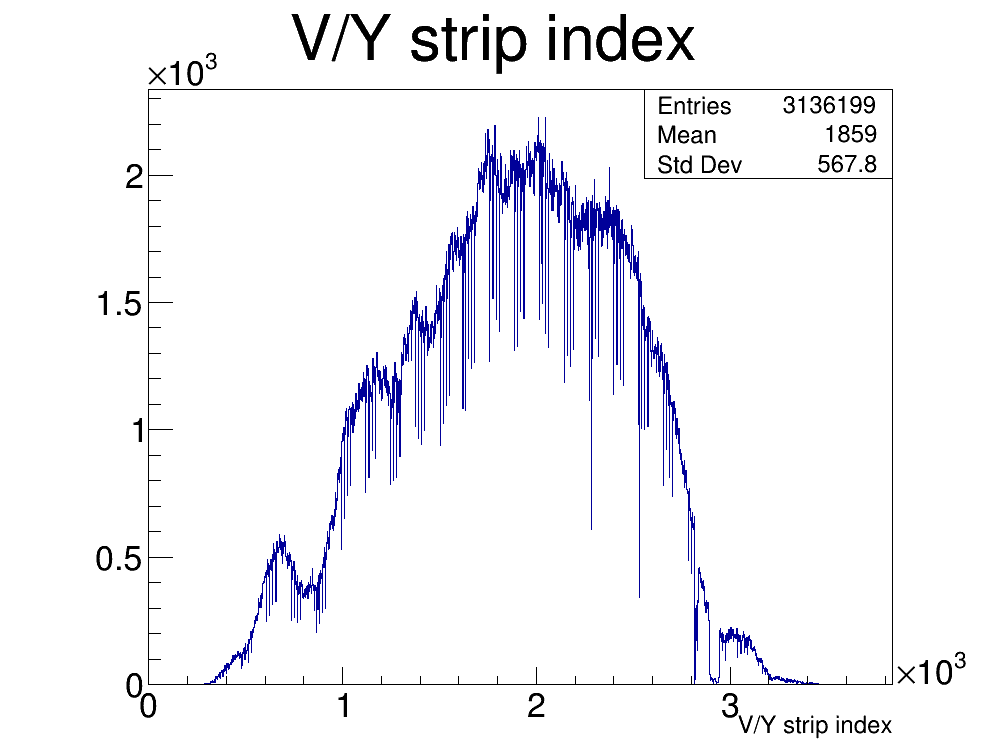 V/Y strip index
×10³
Entries 3136199
Mean 1859
Std Dev 567.8
2
1.5
1
0.5
0
0 1 2 3 ×10³
V/Y strip index